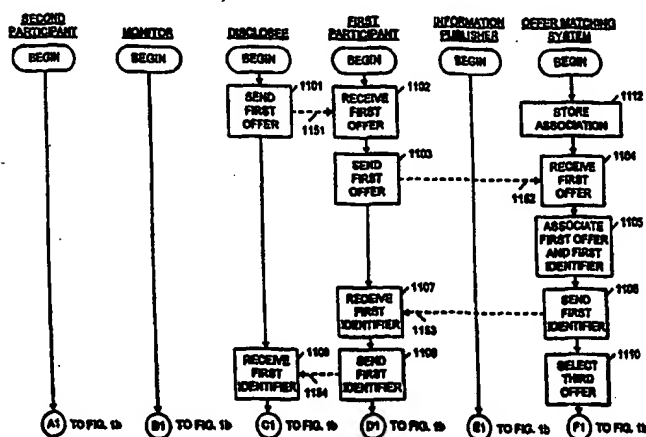 SECOND PARTICIPANT
MONITOR
DISCLOSEE
FIRST PARTICIPANT
INFORMATION PUBLISHER
OFFER MATCHING SYSTEM
BEGIN
BEGIN
BEGIN
BEGIN
BEGIN
BEGIN
1101
SEND FIRST OFFER
1151
1102
RECEIVE FIRST OFFER
1112
STORE ASSOCIATION
1103
SEND FIRST OFFER
1152
1104
RECEIVE FIRST OFFER
1105
ASSOCIATE FIRST OFFER AND FIRST IDENTIFIER
1107
RECEIVE FIRST IDENTIFIER
1153
1106
SEND FIRST IDENTIFIER
1109
RECEIVE FIRST IDENTIFIER
1154
1108
SEND FIRST IDENTIFIER
1110
SELECT THIRD OFFER
A1 TO FIG. 1b
B1 TO FIG. 1b
C1 TO FIG. 1b
D1 TO FIG. 1b
E1 TO FIG. 1b
F1 TO FIG. 1b